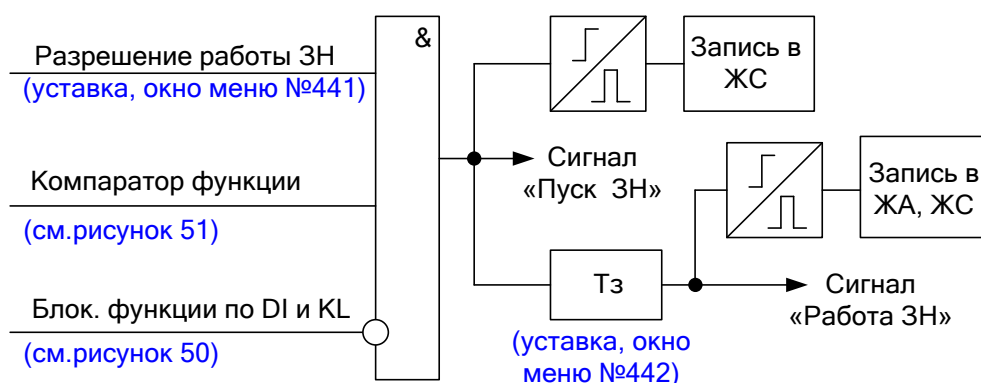 &
Разрешение работы ЗН
(уставка, окно меню №441)
Компаратор функции
(см.рисунок 51)
Блок. функции по DI и KL
(см.рисунок 50)
Запись в
ЖС
Сигнал
«Пуск ЗН»
Запись в
ЖА, ЖС
Тз
(уставка, окно
меню №442)
Сигнал
«Работа ЗН»